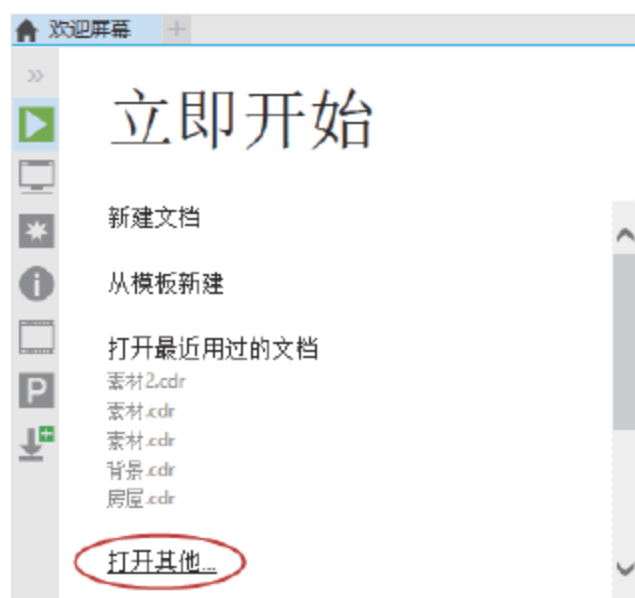 欢迎屏幕
立即开始
新建文档
从模板新建
打开最近用过的文档
素材2.cdr
素材.cdr
素材.cdr
背景.cdr
房屋.cdr
打开其他...